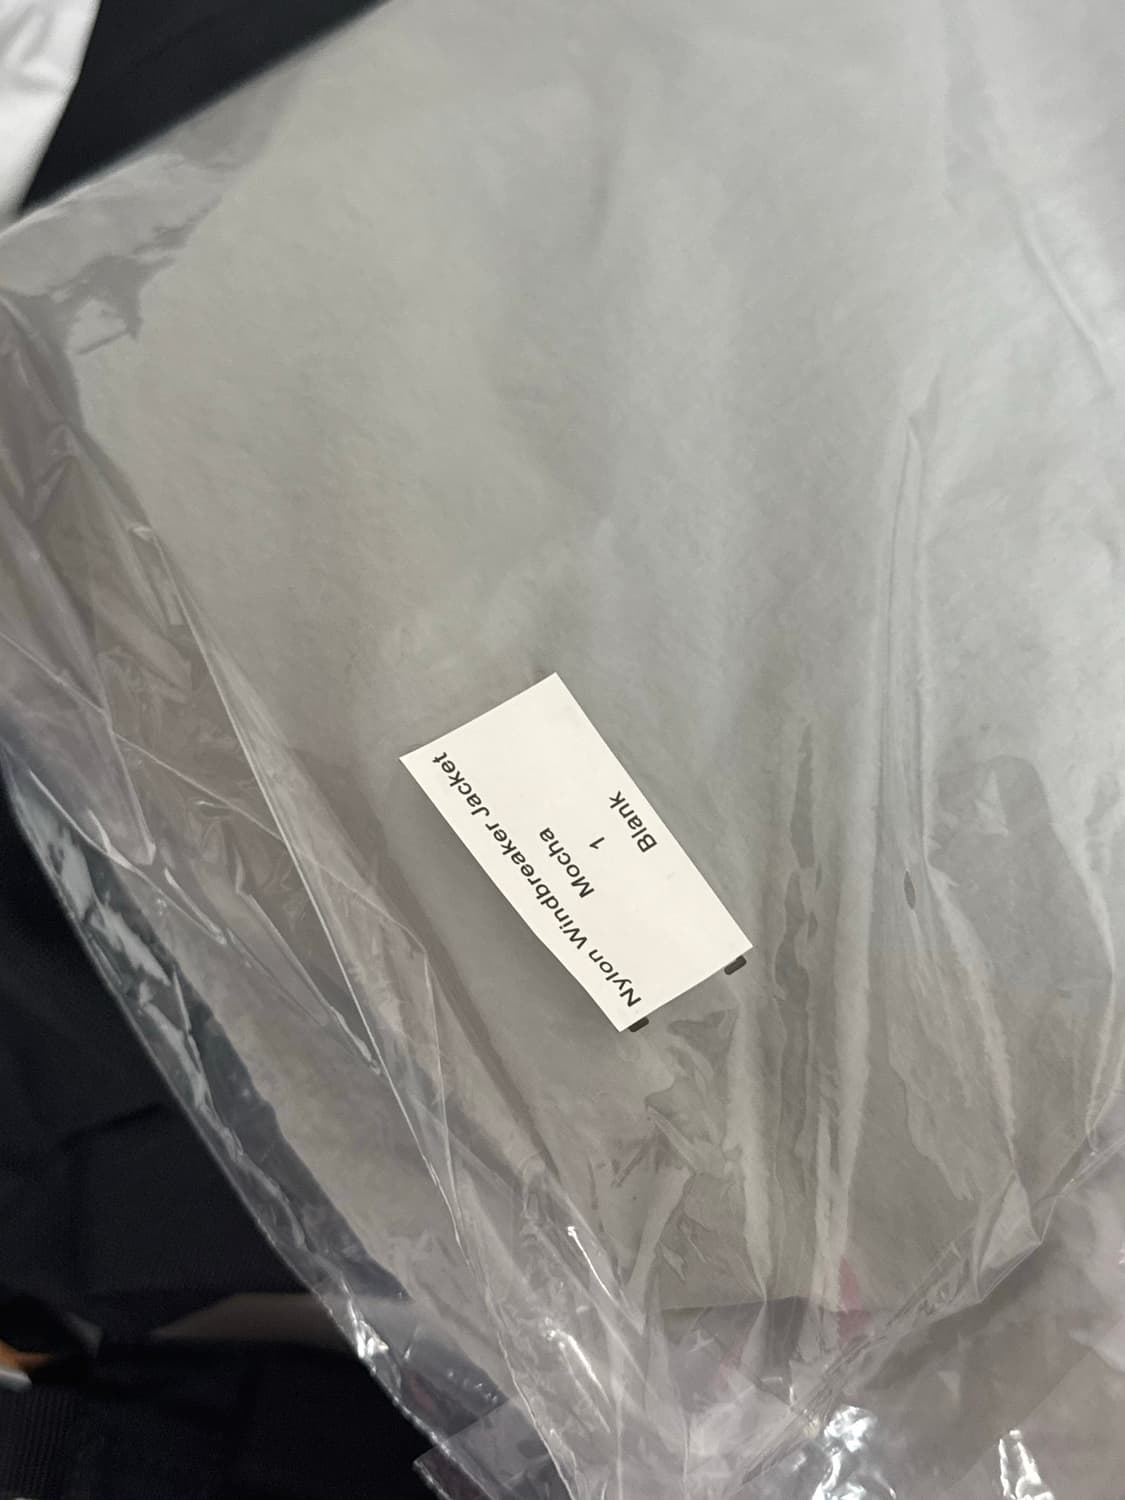 Nylon Windbreaker Jacket
Mocha
1
Blank